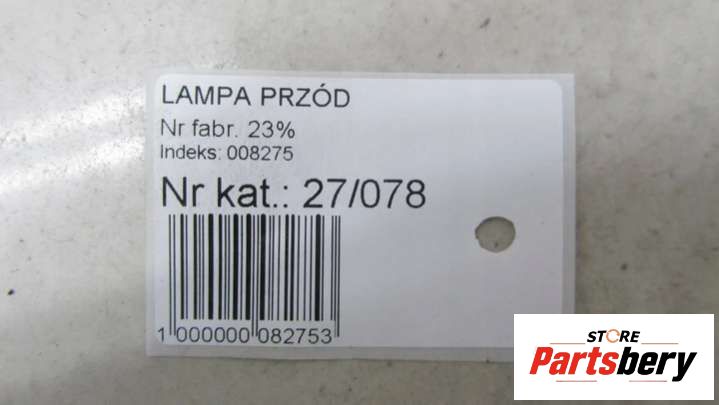 LAMPA PRZÓD
Nr fabr. 23%
Indeks: 008275
Nr kat.: 27/078
1 000000 082753
STORE
Partsbery